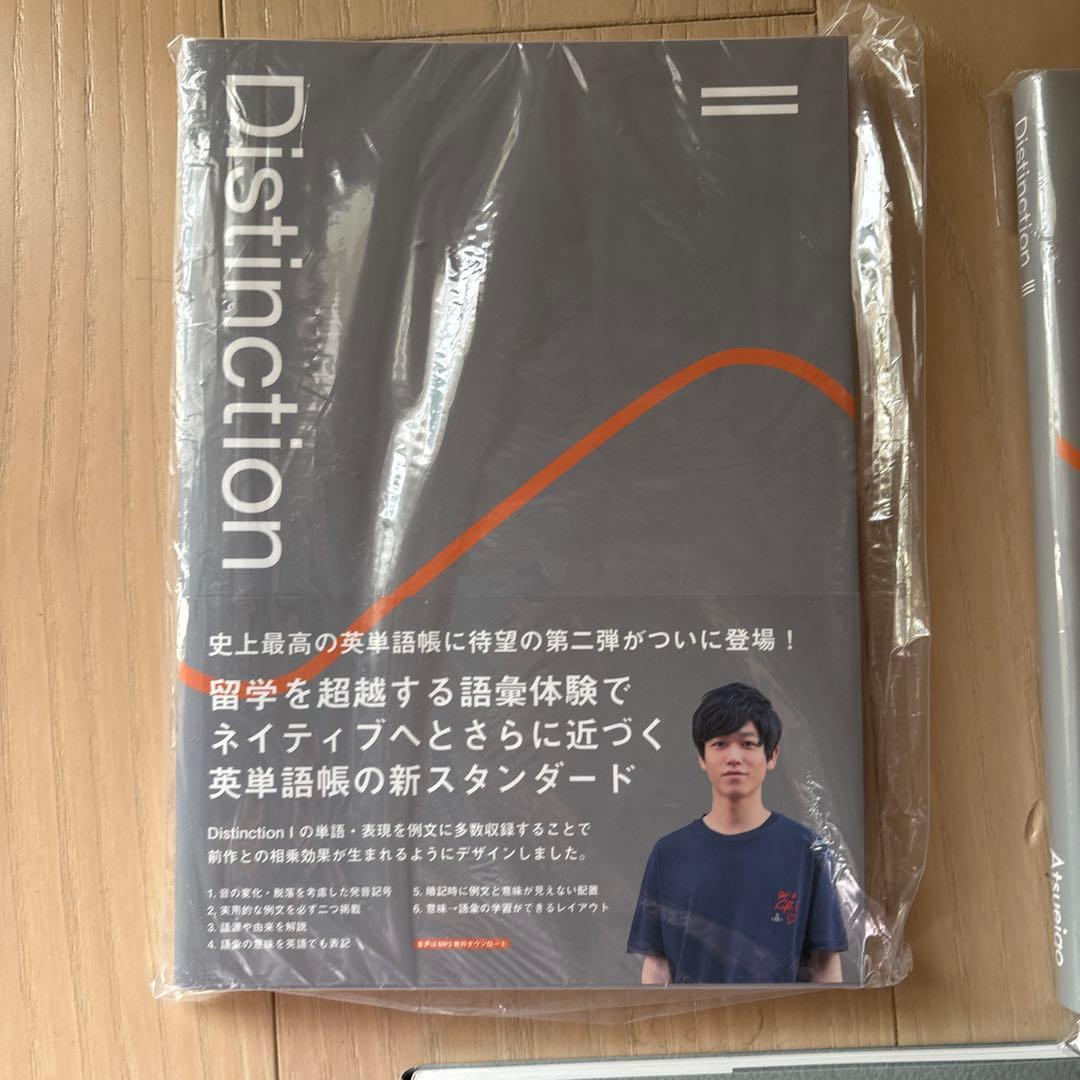 Distinction
II
史上最高の英単語帳に待望の第二弾がついに登場！
留学を超越する語彙体験で
ネイティブへとさらに近づく
英単語帳の新スタンダード
Distinction I の単語・表現を例文に多数収録することで
前作との相乗効果が生まれるようにデザインしました。
1. 音の変化・脱落を考慮した発音記号
2. 実用的な例文を必ず二つ掲載
3. 語源や由来を解説
4. 語彙の意味を英語でも表記
5. 暗記時に例文と意味が見えない配置
6. 意味→語彙の学習ができるレイアウト
音声はMP3無料ダウンロード
Distinction III
Atsueigo